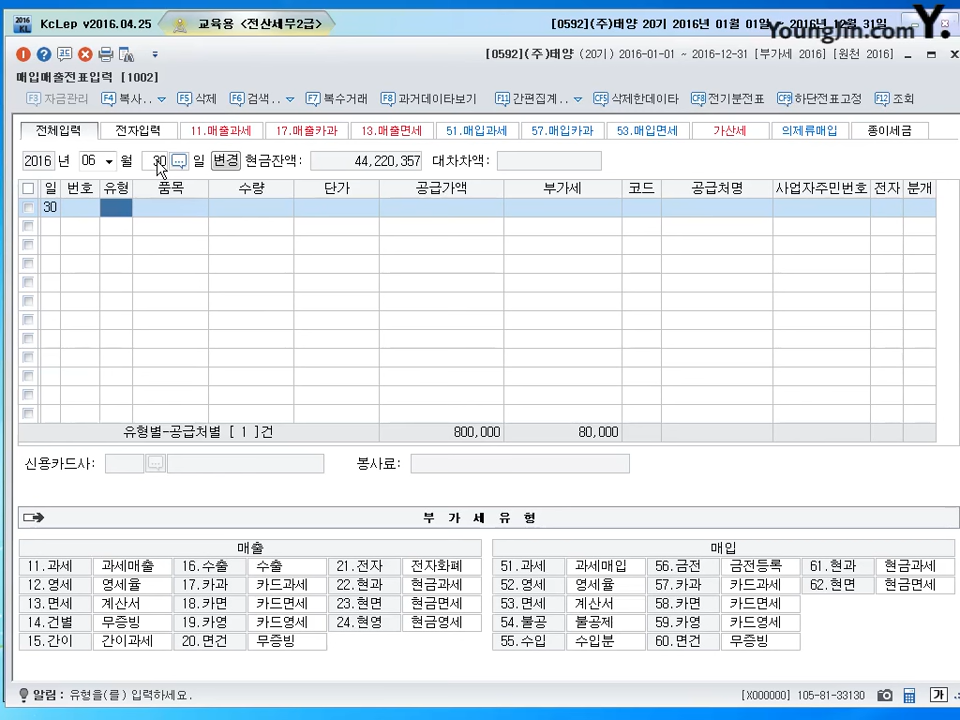 KcLep v2016.04.25 교육용 <전산세무2급> [0592](주)태양 20기 2016년 01월 01일 ~ 2016년 12월 31일
YoungJin.com Y.
[0592](주)태양 (20기) 2016-01-01 ~ 2016-12-31 [부가세 2016] [원천 2016]
매입매출전표입력 [1002]
F3 자금관리 F4 복사.. F5 삭제 F6 검색.. F7 복수거래 F8 과거데이타보기 F11 간편집계.. CF5 삭제한데이타 CF8 전기분전표 CF9 하단전표고정 F12 조회
전체입력 전자입력 11.매출과세 17.매출카과 13.매출면세 51.매입과세 57.매입카과 53.매입면세 가산세 의제류매입 종이세금
2016 년 06 월 30 일 변경 현금잔액: 44,220,357 대차차액:
일 번호 유형 품목 수량 단가 공급가액 부가세 코드 공급처명 사업자주민번호 전자 분개
30
유형별-공급처별 [ 1 ]건 800,000 80,000
신용카드사: 봉사료:
부 가 세 유 형
매출 매입
11.과세 과세매출 16.수출 수출 21.전자 전자화폐 51.과세 과세매입 56.금전 금전등록 61.현과 현금과세
12.영세 영세율 17.카과 카드과세 22.현과 현금과세 52.영세 영세율 57.카과 카드과세 62.현면 현금면세
13.면세 계산서 18.카면 카드면세 23.현면 현금면세 53.면세 계산서 58.카면 카드면세
14.건별 무증빙 19.카영 카드영세 24.현영 현금영세 54.불공 불공제 59.카영 카드영세
15.간이 간이과세 20.면건 무증빙 55.수입 수입분 60.면건 무증빙
알림 : 유형을(를) 입력하세요. [X000000] 105-81-33130 가